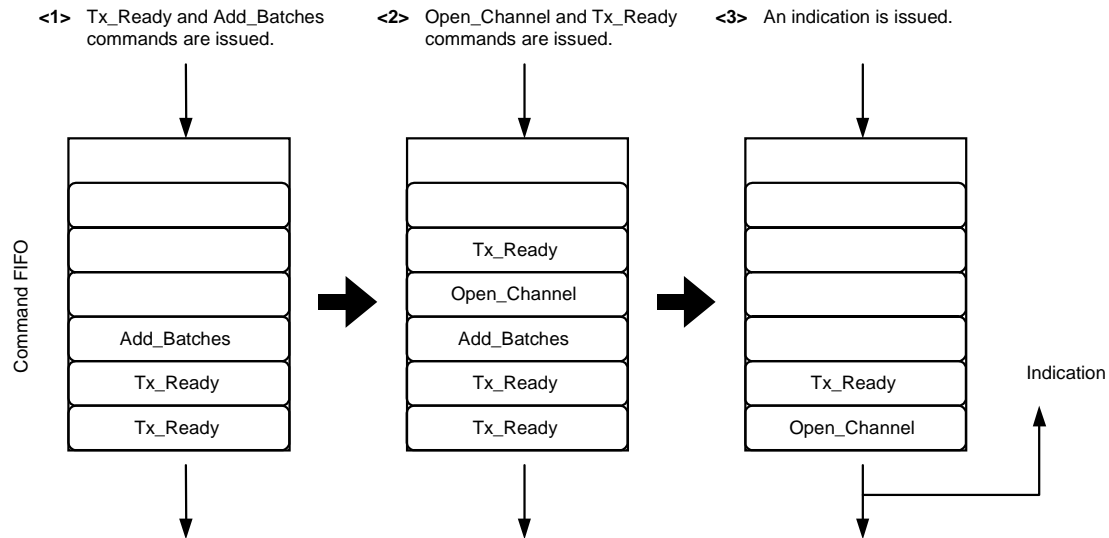 <1> Tx_Ready and Add_Batches
commands are issued.
<2> Open_Channel and Tx_Ready
commands are issued.
<3> An indication is issued.
Command FIFO
Add_Batches
Tx_Ready
Tx_Ready
Tx_Ready
Open_Channel
Add_Batches
Tx_Ready
Tx_Ready
Tx_Ready
Open_Channel
Indication